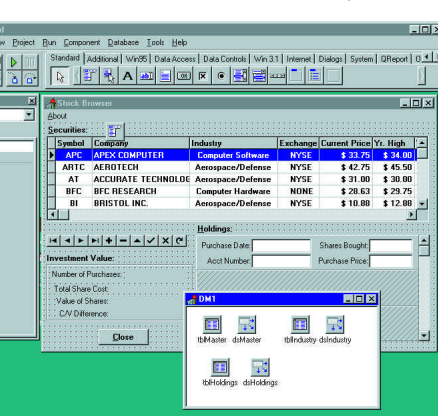 d
w Project Run Component Database Tools Help
Standard Additional Win95 Data Access Data Controls Win 3.1 Internet Dialogs System QReport O
Stock Browser
About
Securities:
Symbol Company Industry Exchange Current Price Yr. High
APC APEX COMPUTER Computer Software NYSE $ 33.75 $ 34.00
ARTC AEROTECH Aerospace/Defense NYSE $ 42.75 $ 45.50
AT ACCURATE TECHNOLOG Aerospace/Defense NYSE $ 31.00 $ 30.00
BFC BFC RESEARCH Computer Hardware NONE $ 28.63 $ 29.75
BI BRISTOL INC. Aerospace/Defense NYSE $ 10.88 $ 12.88
Holdings:
Purchase Date: Shares Bought:
Acct Number: Purchase Price:
Investment Value:
Number of Purchases:
Total Share Cost:
Value of Shares:
C/V Difference:
Close
DM1
tblMaster dsMaster tblIndustry dsIndustry
tblHoldings dsHoldings